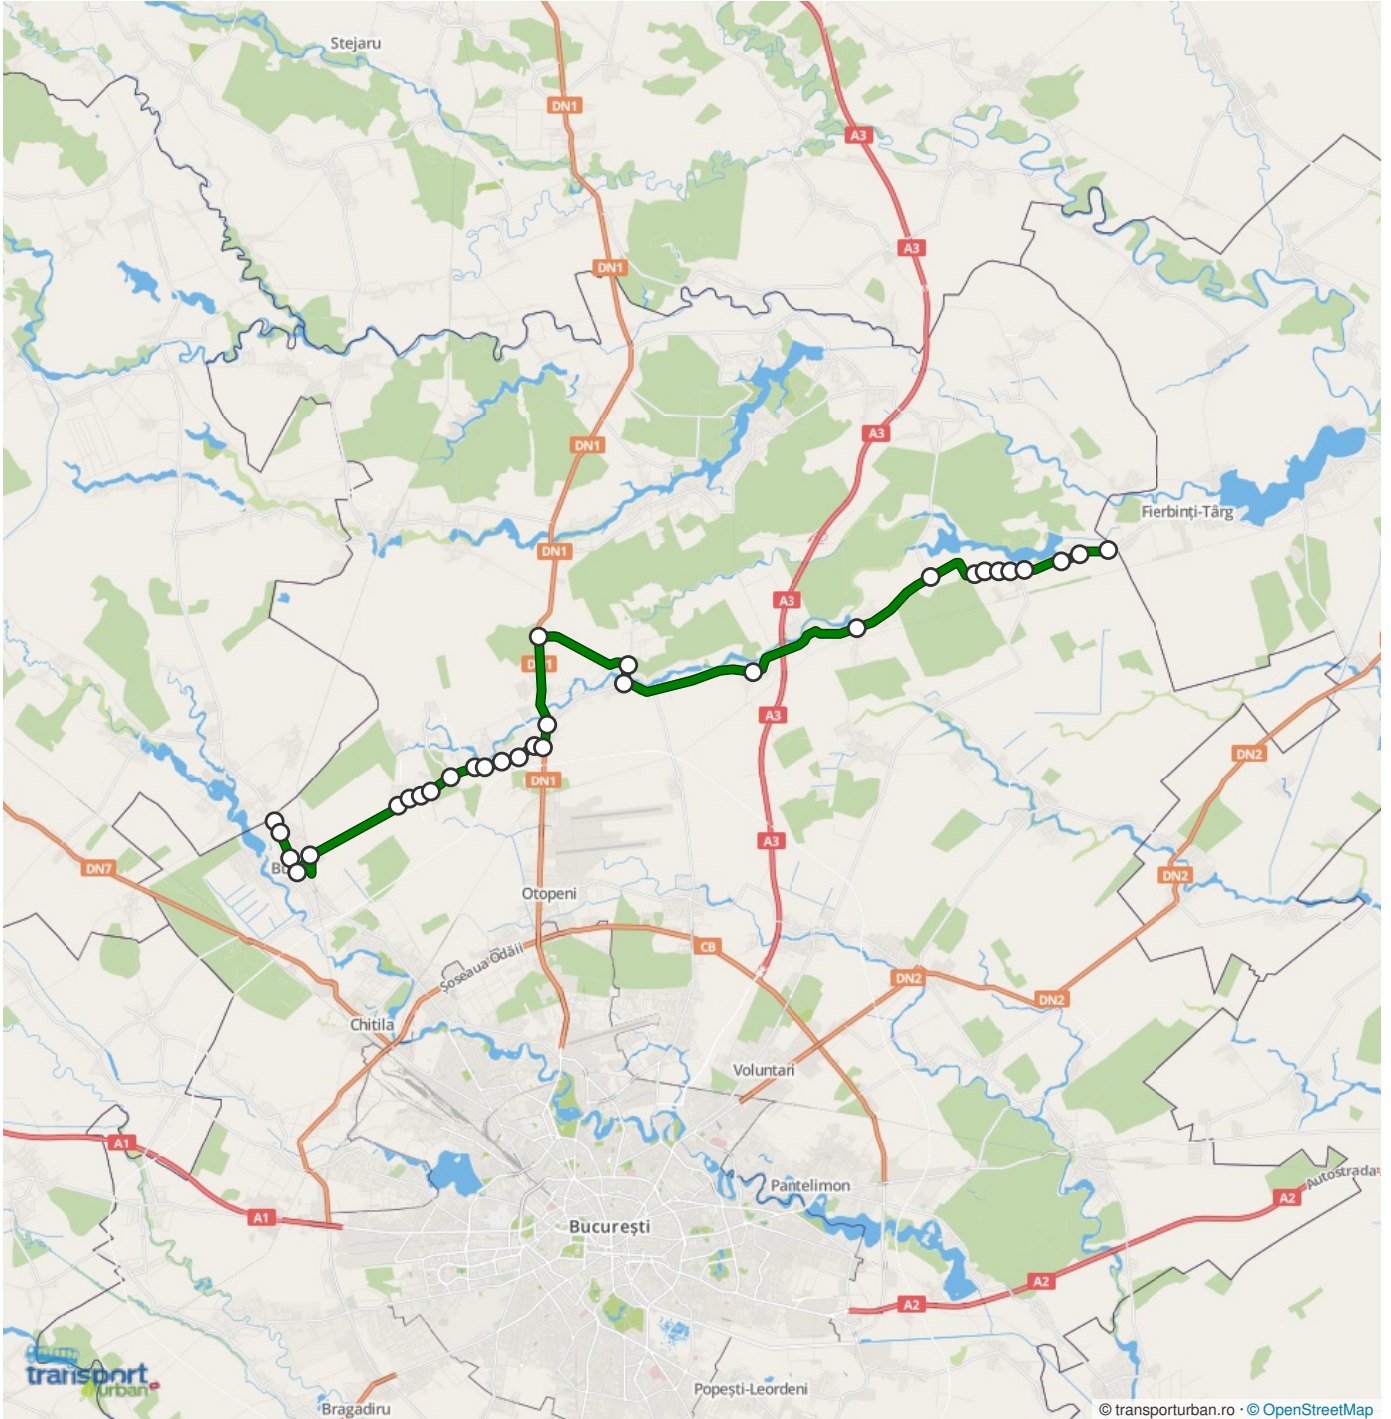 Stejaru
DN1
A3
A3
DN1
A3
DN1
Fierbinți-Târg
DN1
A3
DN1
A3
DN2
DN1
A3
DN7
DN2
Otopeni
CB
Șoseaua Odăii
DN2
DN2
Chitila
Voluntari
A1
Autostrada
Pantelimon
A2
A1
București
A2
A2
transport
urban
Popești-Leordeni
Bragadiru
© transporturban.ro · © OpenStreetMap